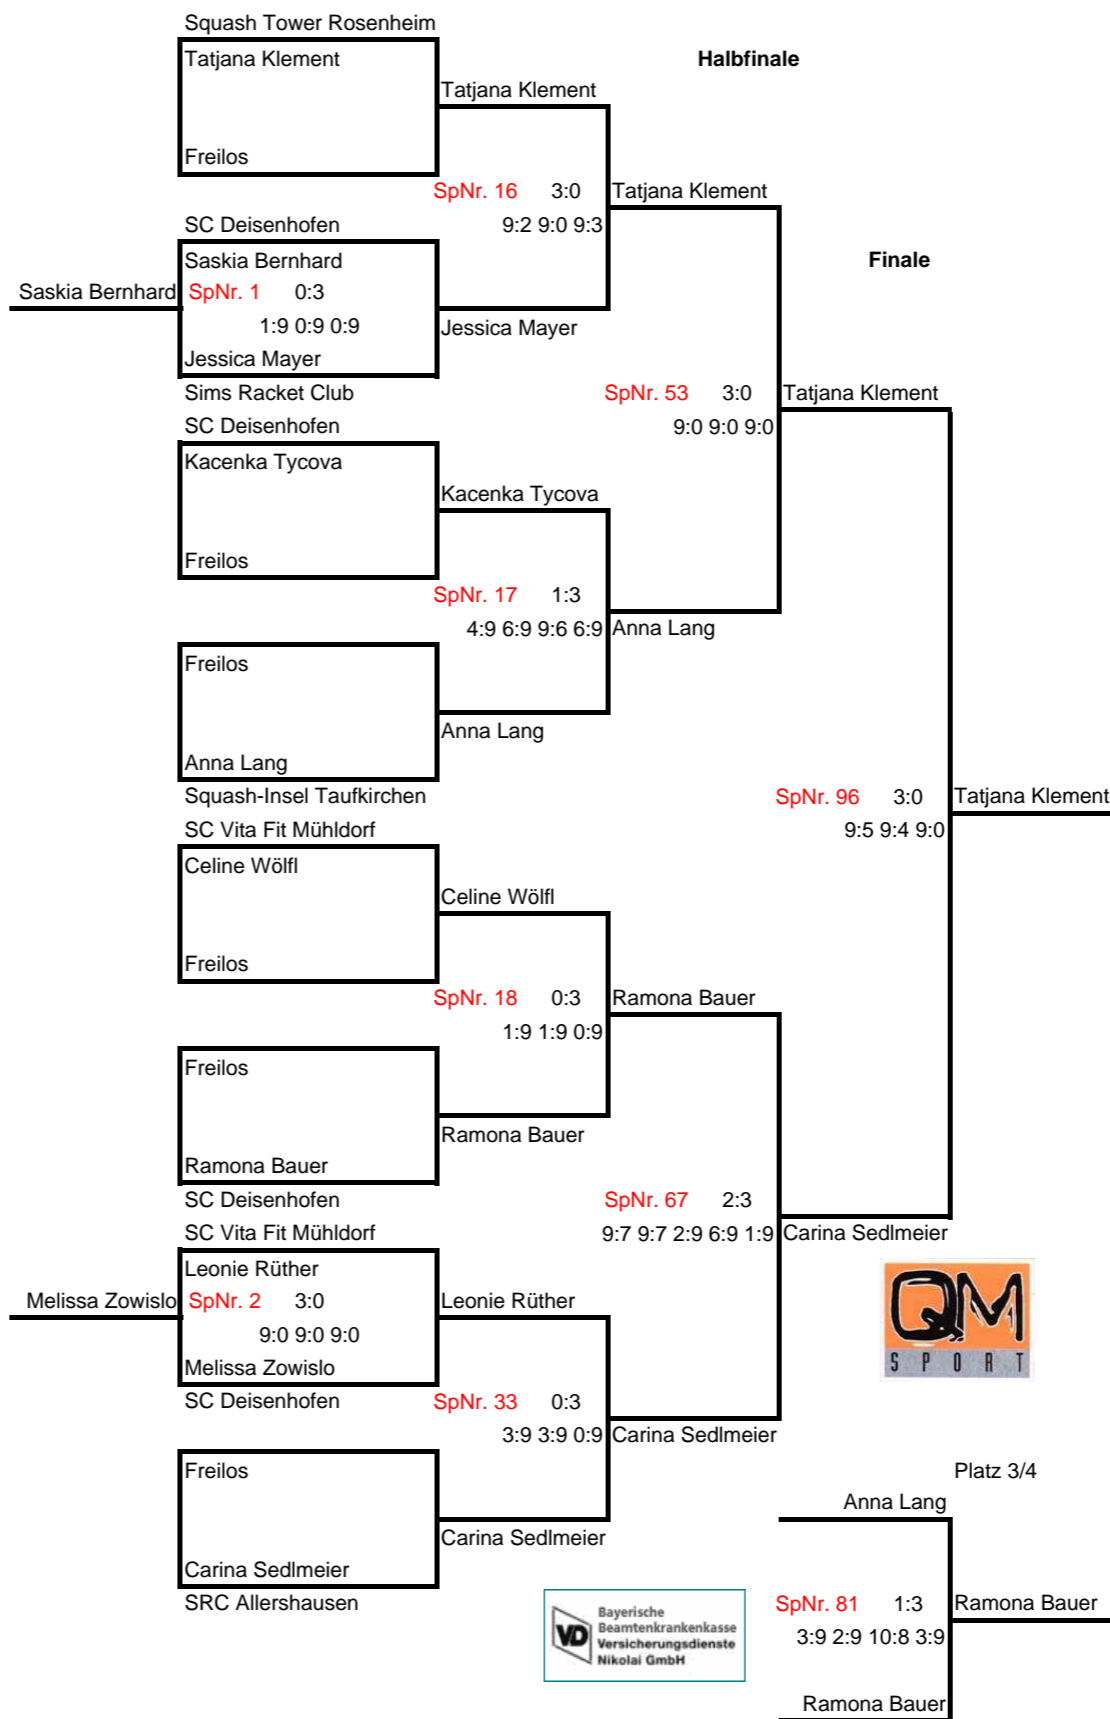 Squash Tower Rosenheim
Tatjana Klement
Halbfinale
Tatjana Klement
Freilos
SpNr. 16 3:0 Tatjana Klement
SC Deisenhofen 9:2 9:0 9:3
Saskia Bernhard
Finale
Saskia Bernhard SpNr. 1 0:3
1:9 0:9 0:9 Jessica Mayer
Jessica Mayer
Sims Racket Club
SpNr. 53 3:0 Tatjana Klement
SC Deisenhofen
9:0 9:0 9:0
Kacenka Tycova
Kacenka Tycova
Freilos
SpNr. 17 1:3
4:9 6:9 9:6 6:9 Anna Lang
Freilos
Anna Lang
Anna Lang
Squash-Insel Taufkirchen
SpNr. 96 3:0 Tatjana Klement
SC Vita Fit Mühldorf
9:5 9:4 9:0
Celine Wölfl
Celine Wölfl
Freilos
SpNr. 18 0:3 Ramona Bauer
1:9 1:9 0:9
Freilos
Ramona Bauer
Ramona Bauer
SC Deisenhofen
SpNr. 67 2:3
SC Vita Fit Mühldorf
9:7 9:7 2:9 6:9 1:9 Carina Sedlmeier
Leonie Rüther
Melissa Zowislo SpNr. 2 3:0 Leonie Rüther
9:0 9:0 9:0
QM
SPORT
Melissa Zowislo
SC Deisenhofen
SpNr. 33 0:3
3:9 3:9 0:9 Carina Sedlmeier
Freilos
Platz 3/4
Anna Lang
Carina Sedlmeier
Carina Sedlmeier
SRC Allershausen
SpNr. 81 1:3 Ramona Bauer
3:9 2:9 10:8 3:9
VD
Bayerische
Beamtenkrankenkasse
Versicherungsdienste
Nikolai GmbH
Ramona Bauer